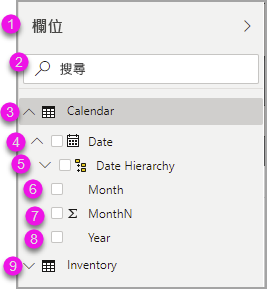 1 欄位
2 搜尋
3 Calendar
4 Date
5 Date Hierarchy
6 Month
7 Σ MonthN
8 Year
9 Inventory